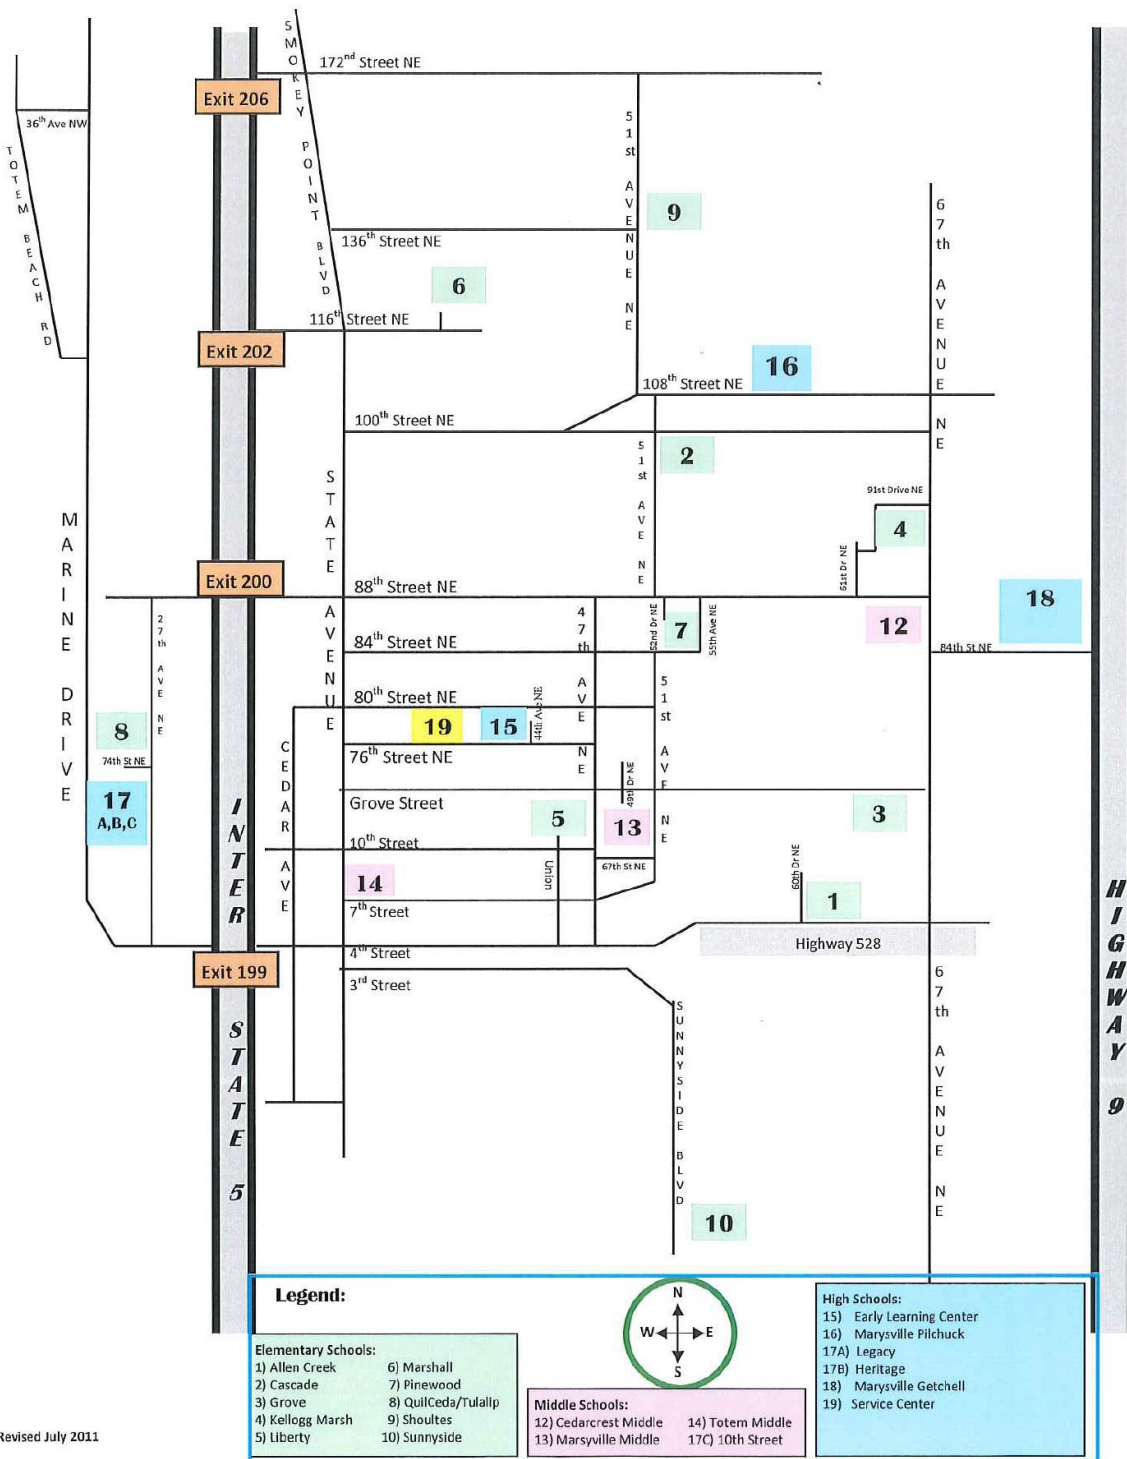 SMOKEY POINT BLVD
172nd Street NE
Exit 206
36th Ave NW
TOTEM BEACH RD
51st AVENUE NE
9
67th AVENUE NE
136th Street NE
6
116th Street NE
Exit 202
16
108th Street NE
100th Street NE
51st AVE NE
2
STATE AVENUE
91st Drive NE
4
61st Dr NE
MARINE DRIVE
Exit 200
88th Street NE
18
27th AVE NE
47th AVE NE
52nd Dr NE
7
55th Ave NE
12
84th Street NE
84th St NE
80th Street NE
51st AVE NE
44th Ave NE
19
15
8
74th St NE
CEDAR AVE
76th Street NE
49th Dr NE
17
A,B,C
INTERSTATE 5
Grove Street
5
13
3
10th Street
Union
67th St NE
60th Dr NE
14
1
7th Street
HIGHWAY 9
Highway 528
4th Street
Exit 199
3rd Street
67th AVENUE NE
SUNNYSIDE BLVD
10
Legend:
N
W E
S
Elementary Schools:
1) Allen Creek 6) Marshall
2) Cascade 7) Pinewood
3) Grove 8) QuilCeda/Tulalip
4) Kellogg Marsh 9) Shoultes
5) Liberty 10) Sunnyside
Middle Schools:
12) Cedarcrest Middle 14) Totem Middle
13) Marsyville Middle 17C) 10th Street
High Schools:
15) Early Learning Center
16) Marysville Pilchuck
17A) Legacy
17B) Heritage
18) Marysville Getchell
19) Service Center
Revised July 2011